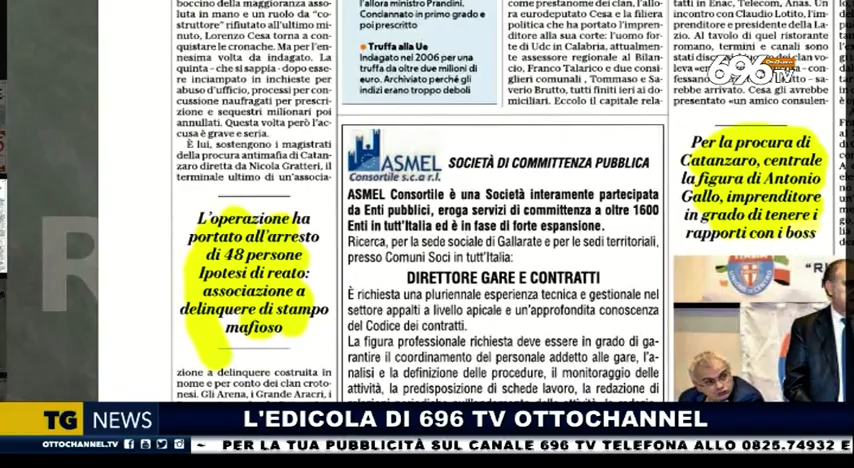 boccino della maggioranza asso-
luta in mano e un ruolo da "co-
struttore" rifiutato all'ultimo mi-
nuto, Lorenzo Cesa torna a con-
quistare le cronache. Ma per l'en-
nesima volta da indagato. La
quinta - che si sappia - dopo esse-
re inciampato in inchieste per
abuso d'ufficio, processi per con-
cussione naufragati per prescri-
zione e sequestri milionari poi
annullati. Questa volta però l'ac-
cusa è grave e seria.
È lui, sostengono i magistrati
della procura antimafia di Catan-
zaro diretta da Nicola Gratteri, il
terminale ultimo di un'associa-
L'operazione ha
portato all'arresto
di 48 persone
Ipotesi di reato:
associazione a
delinquere di stampo
mafioso
zione a delinquere costruita in
nome e per conto dei clan croto-
nesi. Gli Arena, i Grande Aracri, i
l'allora ministro Prandini.
Condannato in primo grado e
poi prescritto
Truffa alla Ue
Indagato nel 2006 per una
truffa da oltre due milioni di
euro. Archiviato perché gli
indizi erano troppo deboli
come prestanome dei clan, l'allo-
ra eurodeputato Cesa e la filiera
politica che ha portato l'imprendi-
tore alla sua corte: l'uomo for-
te di Udc in Calabria, attualmen-
te assessore regionale al Bilan-
cio, Franco Talarico e due consi-
glieri comunali, Tommaso e Sa-
verio Brutto, tutti finiti ieri ai do-
miciliari. Eccolo il capitale rela-
ASMEL
Consortile s.c.a r.l.
SOCIETÀ DI COMMITTENZA PUBBLICA
ASMEL Consortile è una Società interamente partecipata
da Enti pubblici, eroga servizi di committenza a oltre 1600
Enti in tutt'Italia ed è in fase di forte espansione.
Ricerca, per la sede sociale di Gallarate e per le sedi territoriali,
presso Comuni Soci in tutt'Italia:
DIRETTORE GARE E CONTRATTI
È richiesta una pluriennale esperienza tecnica e gestionale nel
settore appalti a livello apicale e un'approfondita conoscenza
del Codice dei contratti.
La figura professionale richiesta deve essere in grado di ga-
rantire il coordinamento del personale addetto alle gare, l'a-
nalisi e la definizione delle procedure, il monitoraggio delle
attività, la predisposizione di schede lavoro, la redazione di
tatti in Enac, Telecom, Anas. Un
incontro con Claudio Lotito, l'im-
prenditore e presidente della La-
zio. Al tavolo di quel ristorante
romano, termini e canali sono
sarebbe arrivato. Cesa gli avrebbe
presentato «un amico consulen-
Per la procura di
Catanzaro, centrale
la figura di Antonio
Gallo, imprenditore
in grado di tenere i
rapporti con i boss
696
TV
TG NEWS
L'EDICOLA DI 696 TV OTTOCHANNEL
OTTOCHANNEL.TV
PER LA TUA PUBBLICITÀ SUL CANALE 696 TV TELEFONA ALLO 0825.74932 E